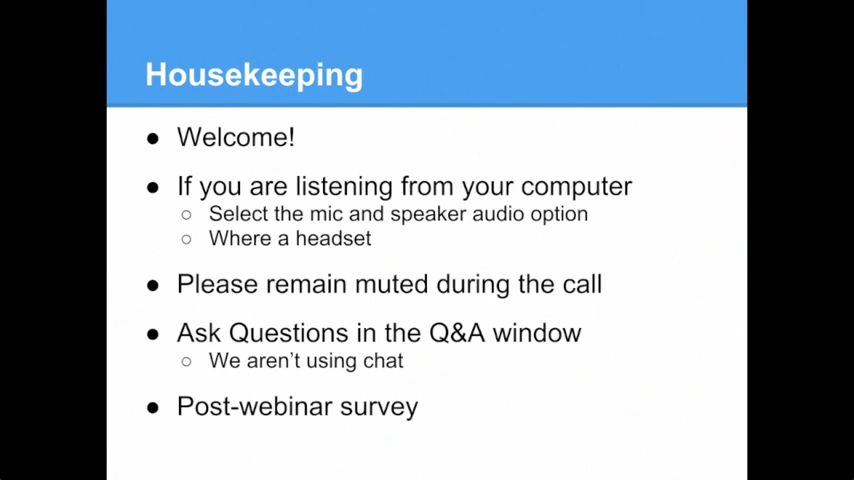 Housekeeping
● Welcome!
● If you are listening from your computer
○ Select the mic and speaker audio option
○ Where a headset
● Please remain muted during the call
● Ask Questions in the Q&A window
○ We aren't using chat
● Post-webinar survey